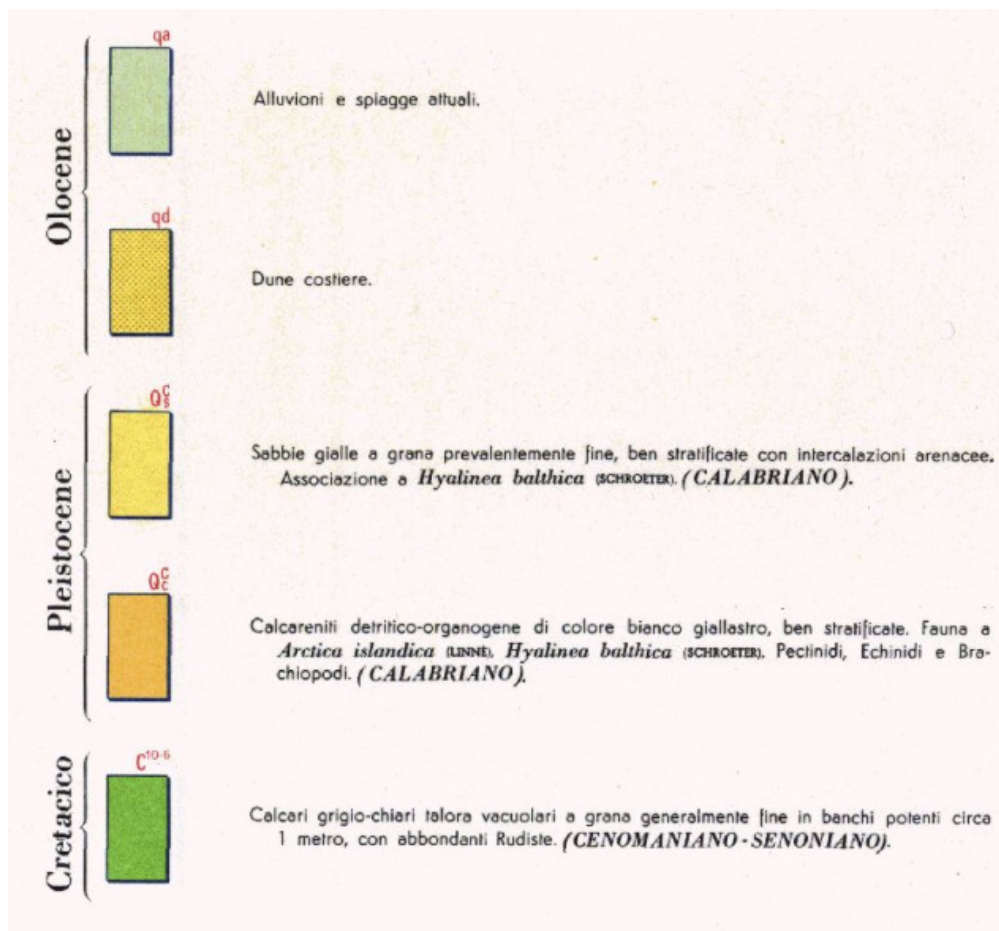 Olocene
qa
Alluvioni e spiagge attuali.
qd
Dune costiere.
Pleistocene
Qcs
Sabbie gialle a grana prevalentemente fine, ben stratificate con intercalazioni arenacee.
Associazione a Hyalinea balthica (SCHROETER). (CALABRIANO).
Qcc
Calcareniti detritico-organogene di colore bianco giallastro, ben stratificate. Fauna a
Arctica islandica (LINNÉ), Hyalinea balthica (SCHROETER), Pectinidi, Echinidi e Bra-
chiopodi. (CALABRIANO).
Cretacico
C10-6
Calcari grigio-chiari talora vacuolari a grana generalmente fine in banchi potenti circa
1 metro, con abbondanti Rudiste. (CENOMANIANO - SENONIANO).